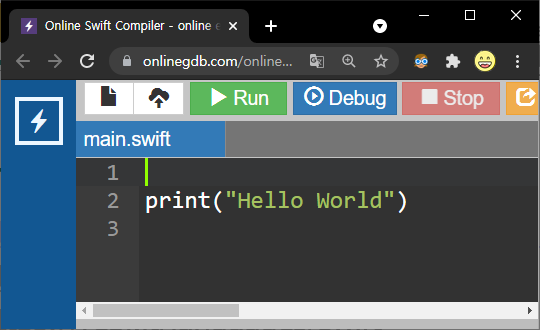 Online Swift Compiler - online e
onlinegdb.com/online...
Run Debug Stop
main.swift
1
2 print("Hello World")
3